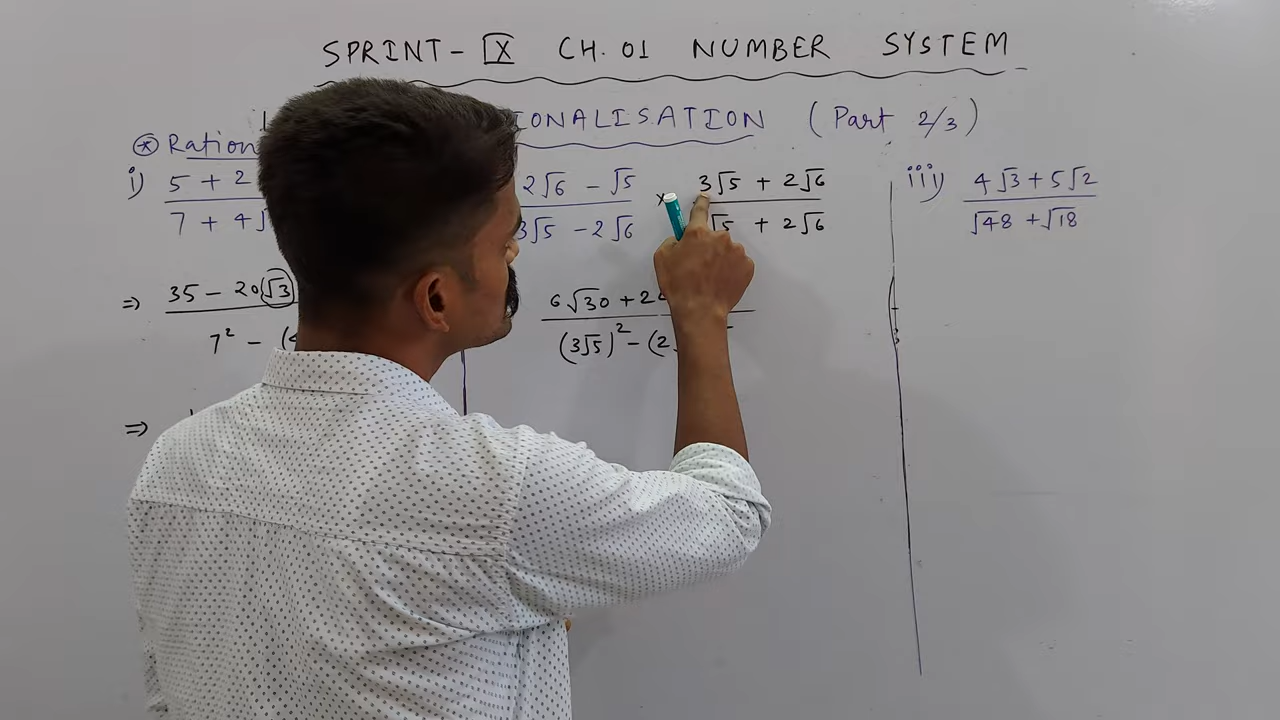 SPRINT-IX CH.01 NUMBER SYSTEM
IONALISATION (Part 2/3)
⊛ Ration
i) 5 + 2
7 + 4√
2√6 - √5 / 3√5 - 2√6 × 3√5 + 2√6 / √5 + 2√6
iii) 4√3 + 5√2 / √48 + √18
⇒ 35 - 20√3
7² - (4
6√30 + 2
(3√5)² - (2
⇒